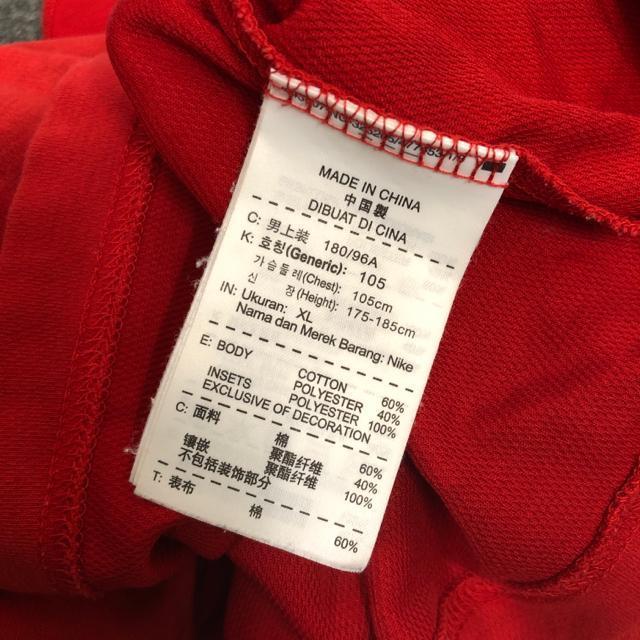 MADE IN CHINA
中国製
DIBUAT DI CINA
C: 男上装 180/96A
K: 호칭(Generic): 105
가슴둘레(Chest): 105cm
신 장(Height): 175-185cm
IN: Ukuran: XL
Nama dan Merek Barang: Nike
E: BODY COTTON 60%
POLYESTER 40%
INSETS POLYESTER 100%
EXCLUSIVE OF DECORATION
C: 面料 棉 60%
聚酯纤维 40%
镶嵌 聚酯纤维 100%
不包括装饰部分
T: 表布 棉 60%